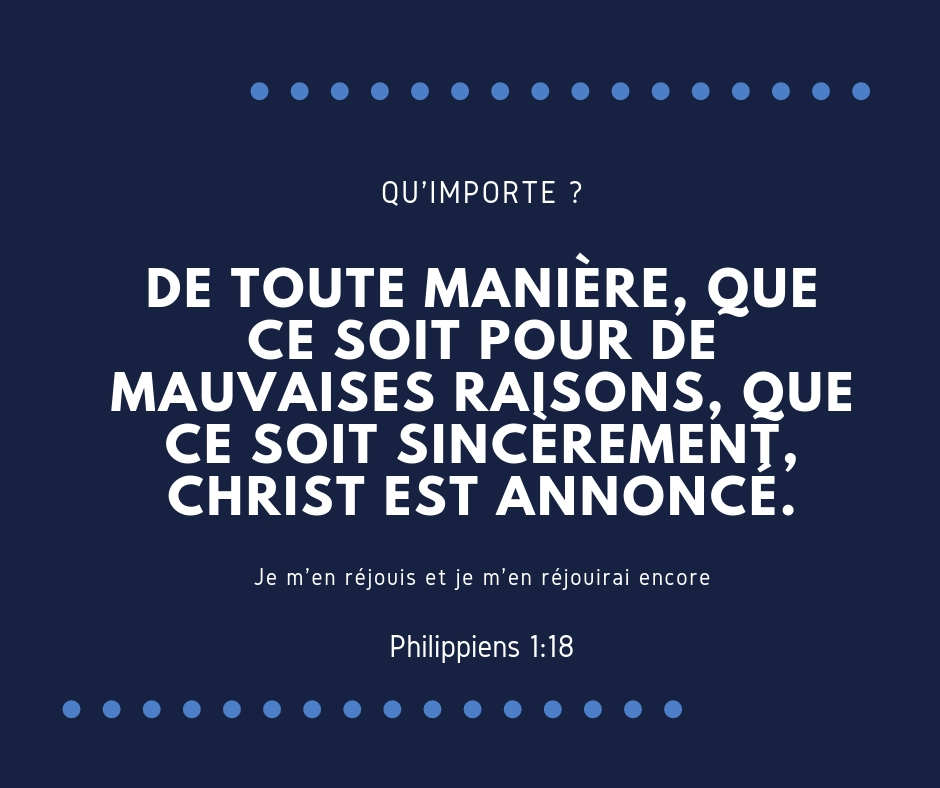 QU'IMPORTE ?
DE TOUTE MANIÈRE, QUE
CE SOIT POUR DE
MAUVAISES RAISONS, QUE
CE SOIT SINCÈREMENT,
CHRIST EST ANNONCÉ.
Je m'en réjouis et je m'en réjouirai encore
Philippiens 1:18